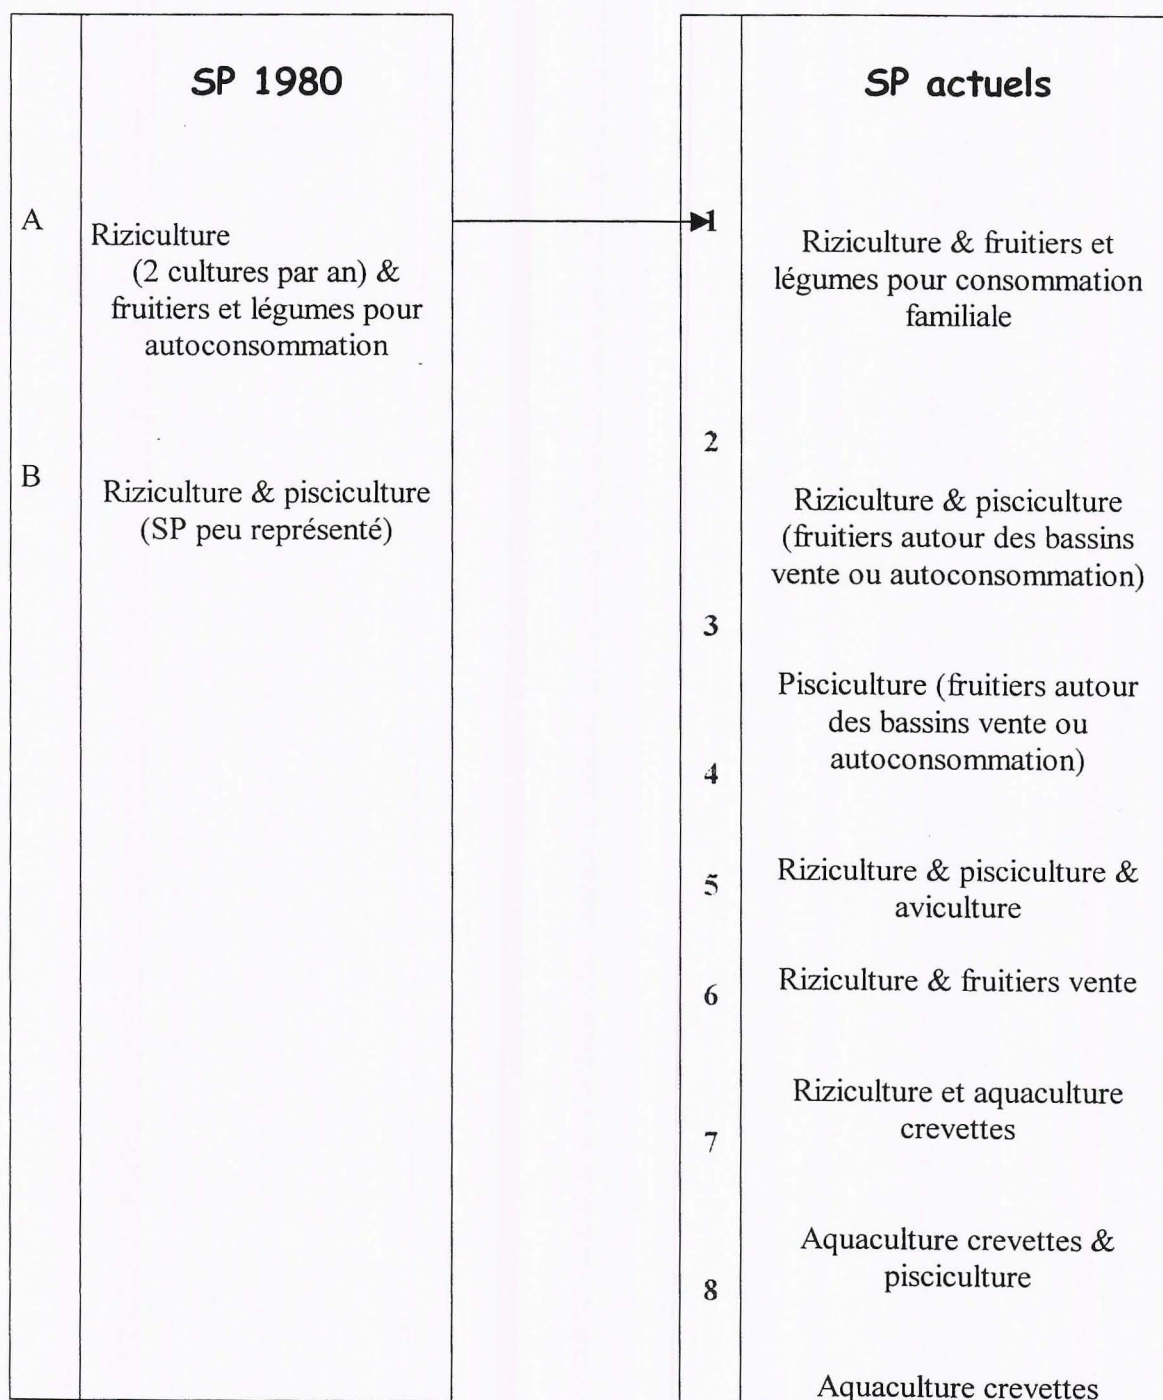 SP 1980
A
Riziculture
(2 cultures par an) &
fruitiers et légumes pour
autoconsommation
B
Riziculture & pisciculture
(SP peu représenté)
SP actuels
1
Riziculture & fruitiers et
légumes pour consommation
familiale
2
Riziculture & pisciculture
(fruitiers autour des bassins
vente ou autoconsommation)
3
Pisciculture (fruitiers autour
des bassins vente ou
autoconsommation)
4
Riziculture & pisciculture &
aviculture
5
Riziculture & fruitiers vente
6
Riziculture et aquaculture
crevettes
7
Aquaculture crevettes &
pisciculture
8
Aquaculture crevettes